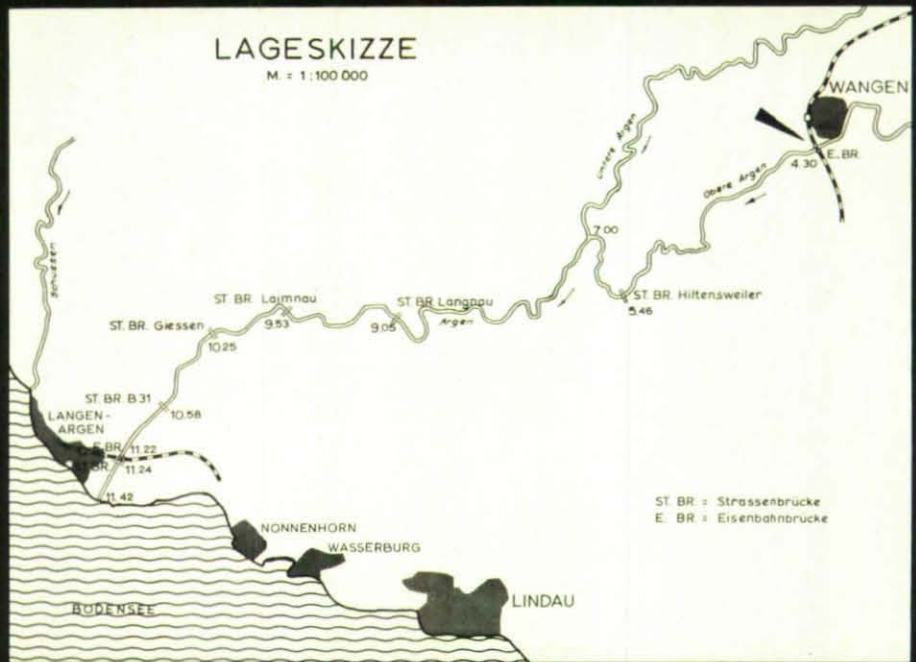 LAGESKIZZE
M. = 1:100 000
WANGEN
Untere Argen
E. BR.
4.30
Obere Argen
7.00
Schussen
ST. BR. Hiltensweiler
5.46
ST. BR. Laimnau
9.53
ST. BR. Langnau
9.05
Argen
ST. BR. Giessen
10.25
ST. BR. B 31
10.58
LANGEN-
ARGEN
E. BR.
11.22
BR.
11.24
11.42
ST. BR. = Strassenbrücke
E. BR. = Eisenbahnbrücke
NONNENHORN
WASSERBURG
LINDAU
BODENSEE